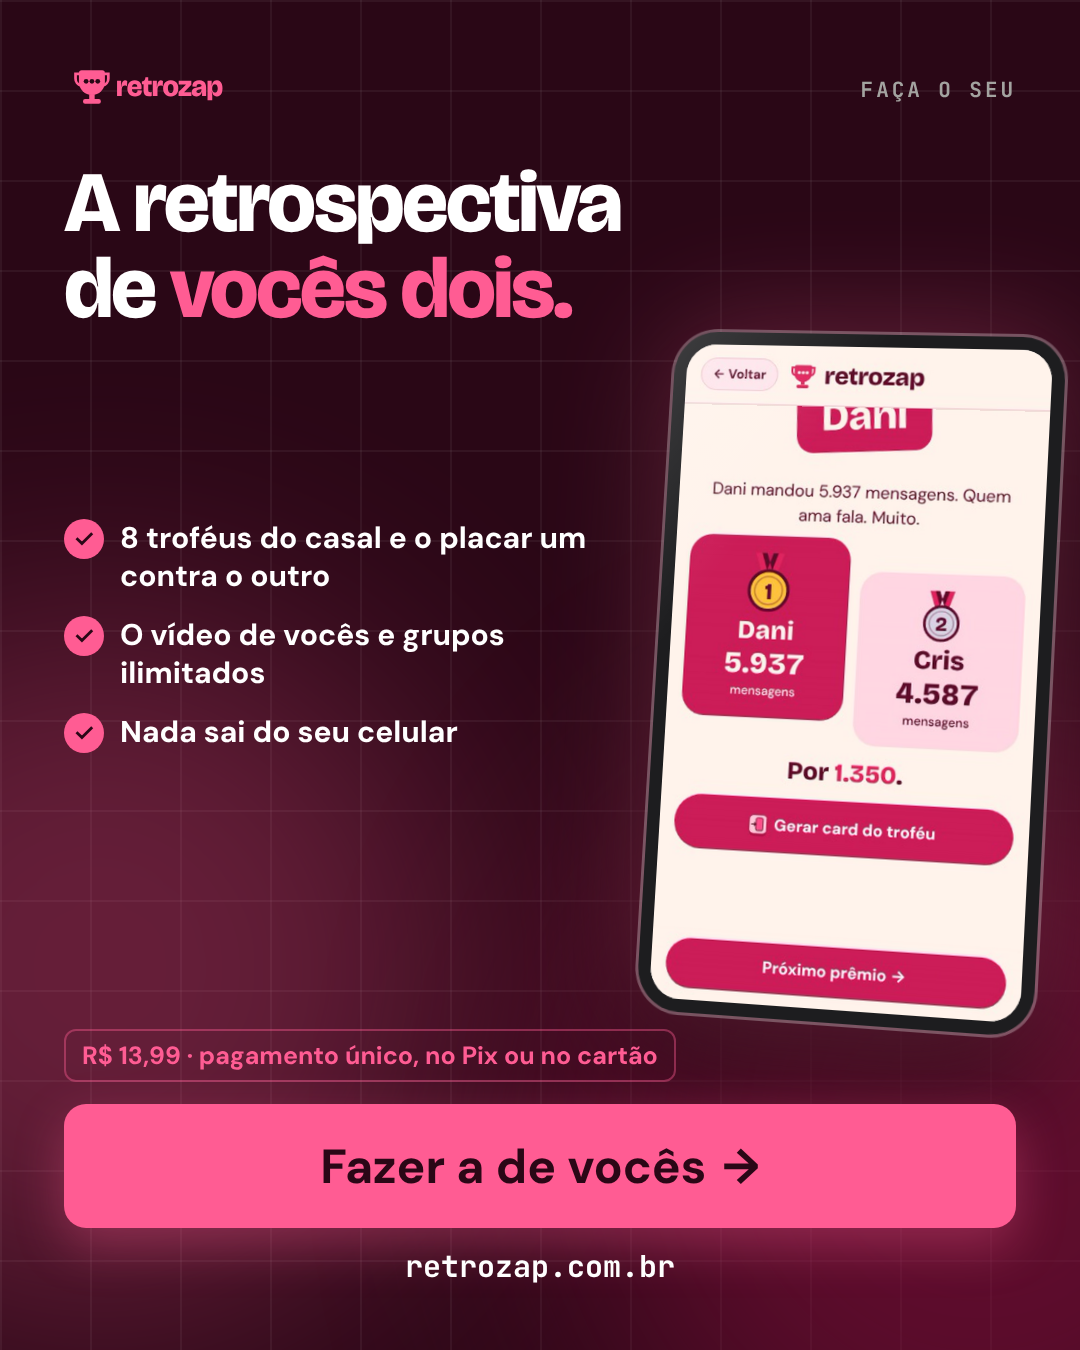 retrozap
FAÇA O SEU
A retrospectiva
de vocês dois.
8 troféus do casal e o placar um
contra o outro
O vídeo de vocês e grupos
ilimitados
Nada sai do seu celular
← Voltar
retrozap
Dani
Dani mandou 5.937 mensagens. Quem
ama fala. Muito.
1
Dani
5.937
mensagens
2
Cris
4.587
mensagens
Por 1.350.
Gerar card do troféu
Próximo prêmio →
R$ 13,99 · pagamento único, no Pix ou no cartão
Fazer a de vocês →
retrozap.com.br